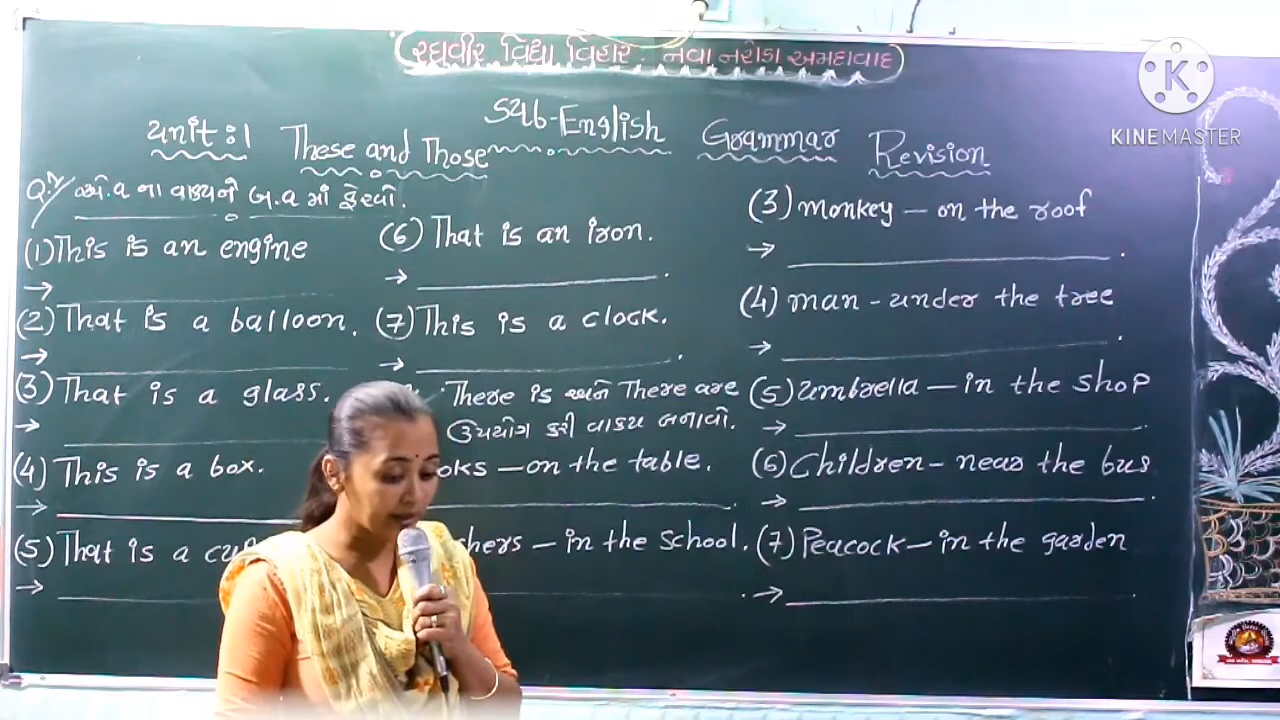 રઘુવીર વિદ્યા વિહાર : નવા નરોડા અમદાવાદ
KINEMASTER
Sub-English
Unit : 1 These and Those Grammar Revision
Q.1/ એ.વ ના વાક્યને બ.વ માં ફેરવો.
(1) This is an engine
→
(2) That is a balloon.
→
(3) That is a glass.
→
(4) This is a box.
→
(5) That is a cup
→
(6) That is an iron.
→
(7) This is a clock.
→
There is અને There are
ઉપયોગ કરી વાક્ય બનાવો.
oks – on the table.
chers – in the school.
(3) monkey – on the roof
→
(4) man - under the tree
→
(5) umbrella – in the shop
→
(6) Children – near the bus
→
(7) Peacock – in the garden
→